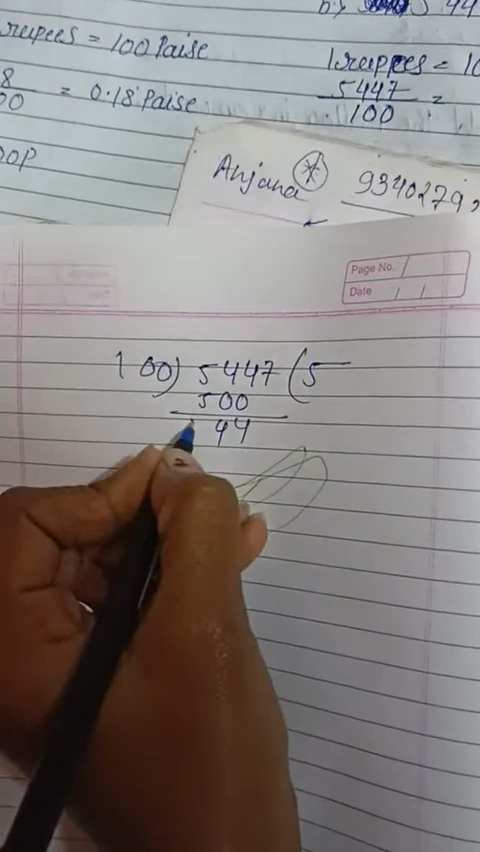 rupees = 100 Paise
1 rupees = 10
8/00 = 0.18 Paise
5447/100 =
Anjana * 9340279
Page No.
Date / /
100) 5447 (5
500
44